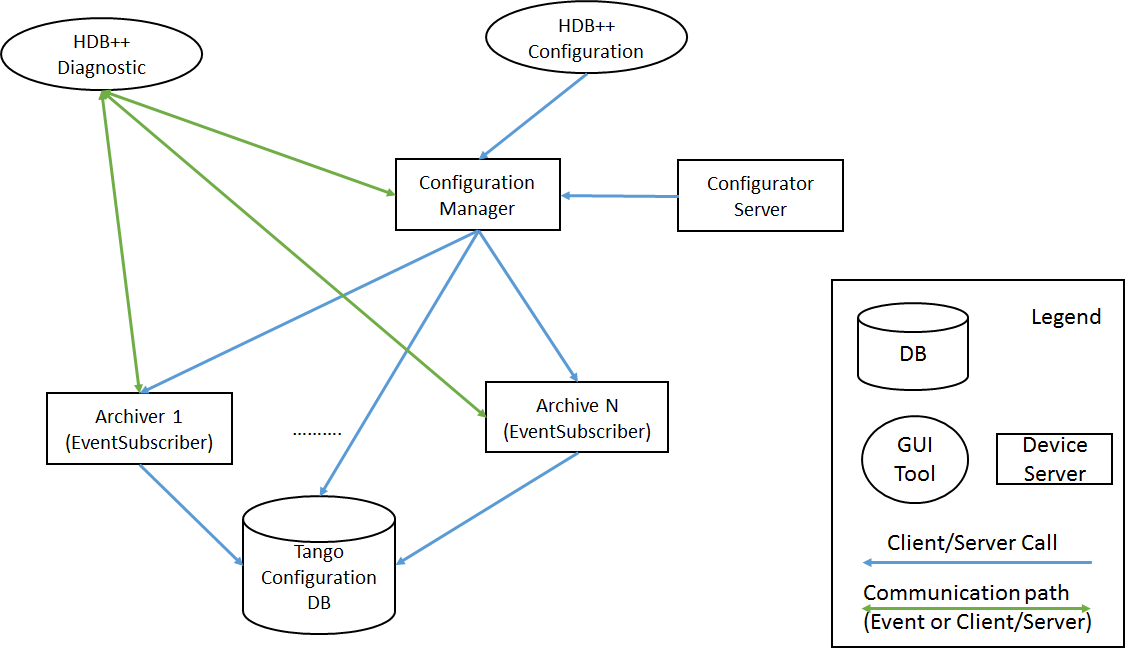 HDB++
Diagnostic
HDB++
Configuration
Configuration
Manager
Configurator
Server
Archiver 1
(EventSubscriber)
..........
Archive N
(EventSubscriber)
Tango
Configuration
DB
Legend
DB
GUI
Tool
Device
Server
Client/Server Call
Communication path
(Event or Client/Server)